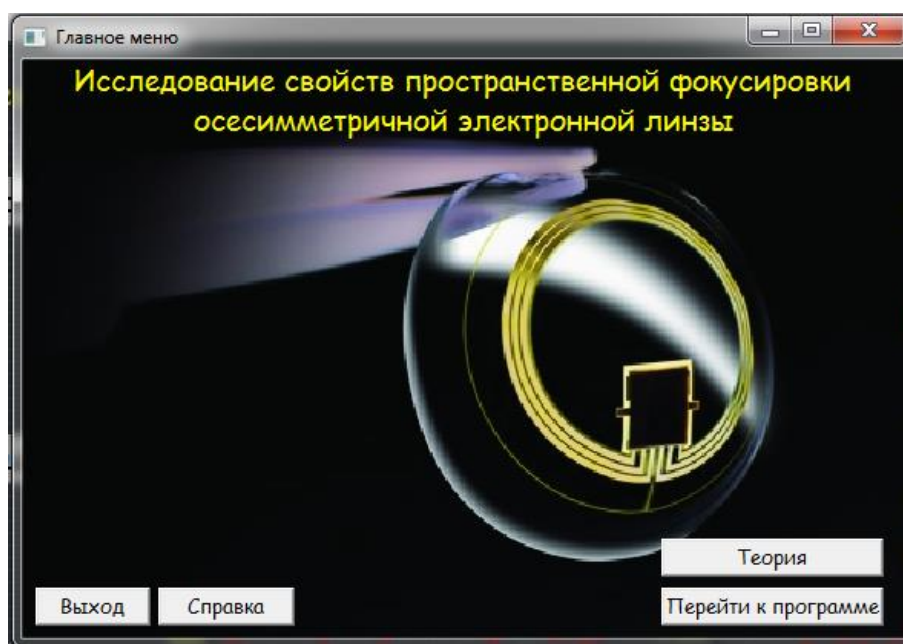 Главное меню
Исследование свойств пространственной фокусировки
осесимметричной электронной линзы
Теория
Выход
Справка
Перейти к программе